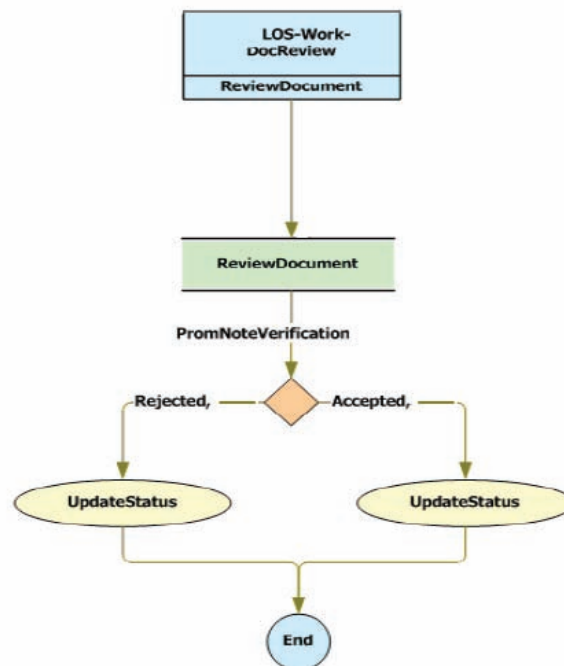 LOS-Work-
DocReview
ReviewDocument
ReviewDocument
PromNoteVerification
Rejected,
Accepted,
UpdateStatus
UpdateStatus
End